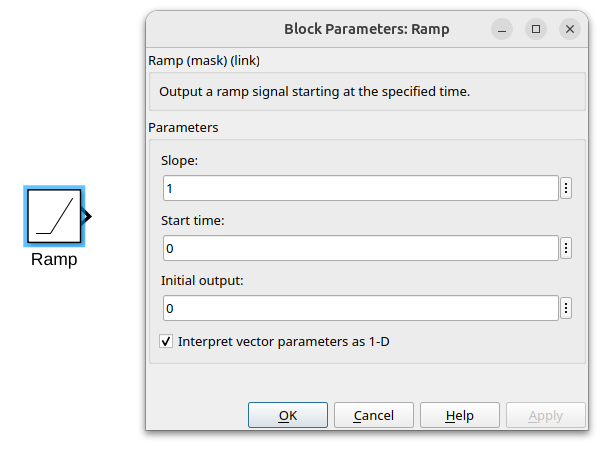 Block Parameters: Ramp
Ramp (mask) (link)
Output a ramp signal starting at the specified time.
Parameters
Slope:
1
Start time:
0
Initial output:
0
Interpret vector parameters as 1-D
OK
Cancel
Help
Apply
Ramp